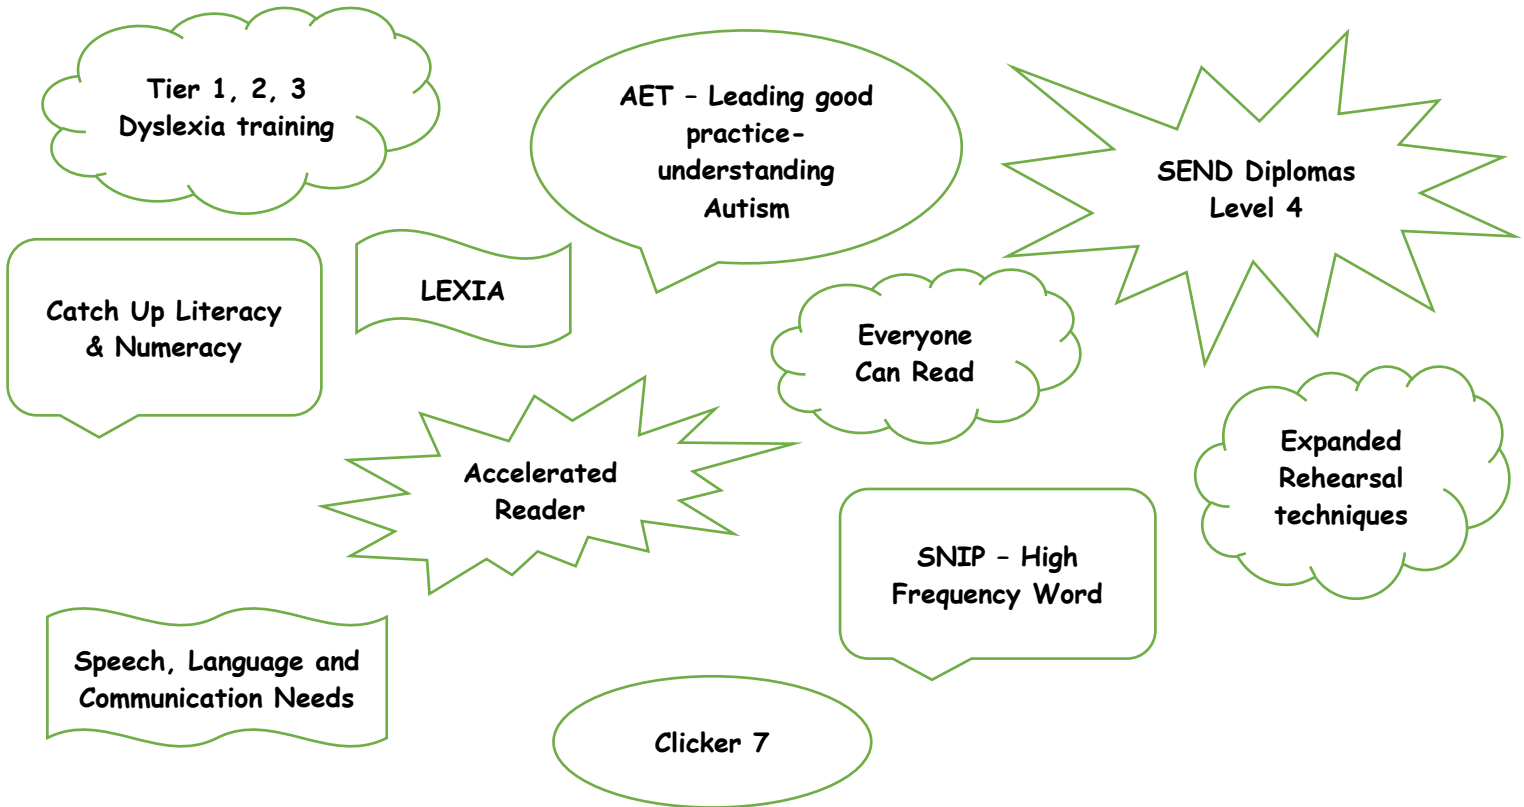 Tier 1, 2, 3
Dyslexia training
AET – Leading good
practice-
understanding
Autism
SEND Diplomas
Level 4
Catch Up Literacy
& Numeracy
LEXIA
Everyone
Can Read
Accelerated
Reader
Expanded
Rehearsal
techniques
SNIP – High
Frequency Word
Speech, Language and
Communication Needs
Clicker 7